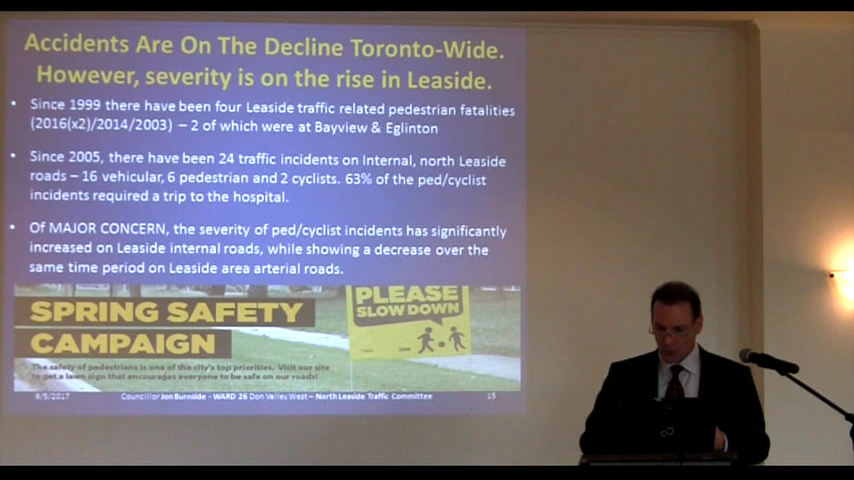 Accidents Are On The Decline Toronto-Wide.
However, severity is on the rise in Leaside.
• Since 1999 there have been four Leaside traffic related pedestrian fatalities
(2016(x2)/2014/2003) – 2 of which were at Bayview & Eglinton
• Since 2005, there have been 24 traffic incidents on Internal, north Leaside
roads – 16 vehicular, 6 pedestrian and 2 cyclists. 63% of the ped/cyclist
incidents required a trip to the hospital.
• Of MAJOR CONCERN, the severity of ped/cyclist incidents has significantly
increased on Leaside internal roads, while showing a decrease over the
same time period on Leaside area arterial roads.
PLEASE
SLOW DOWN
SPRING SAFETY
CAMPAIGN
The safety of pedestrians is one of the city's top priorities. Visit our site
to get a lawn sign that encourages everyone to be safe on our roads!
9/5/2017 Councillor Jon Burnside - WARD 26 Don Valley West – North Leaside Traffic Committee 15